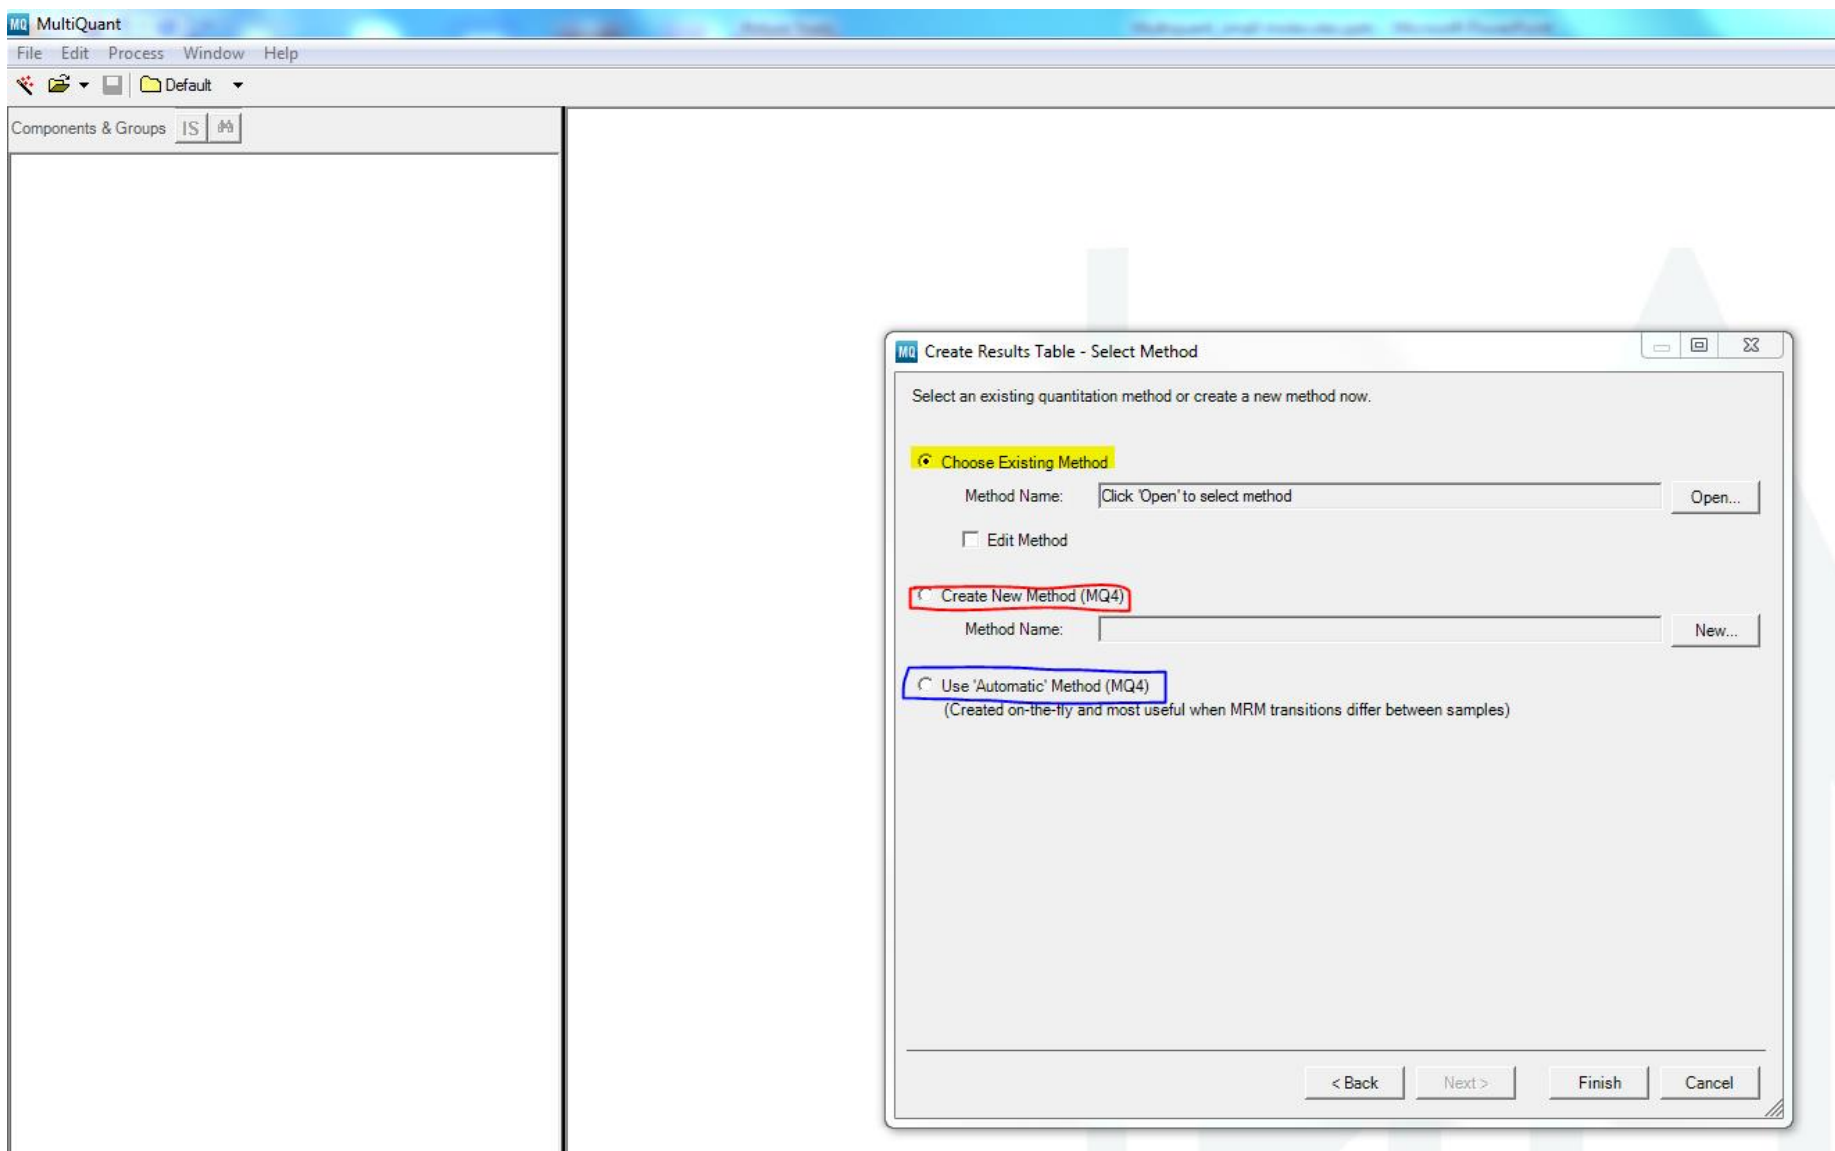 MQ MultiQuant
File Edit Process Window Help
Default
Components & Groups IS
MQ Create Results Table - Select Method
Select an existing quantitation method or create a new method now.
Choose Existing Method
Method Name: Click 'Open' to select method Open...
Edit Method
Create New Method (MQ4)
Method Name: New...
Use 'Automatic' Method (MQ4)
(Created on-the-fly and most useful when MRM transitions differ between samples)
< Back Next > Finish Cancel